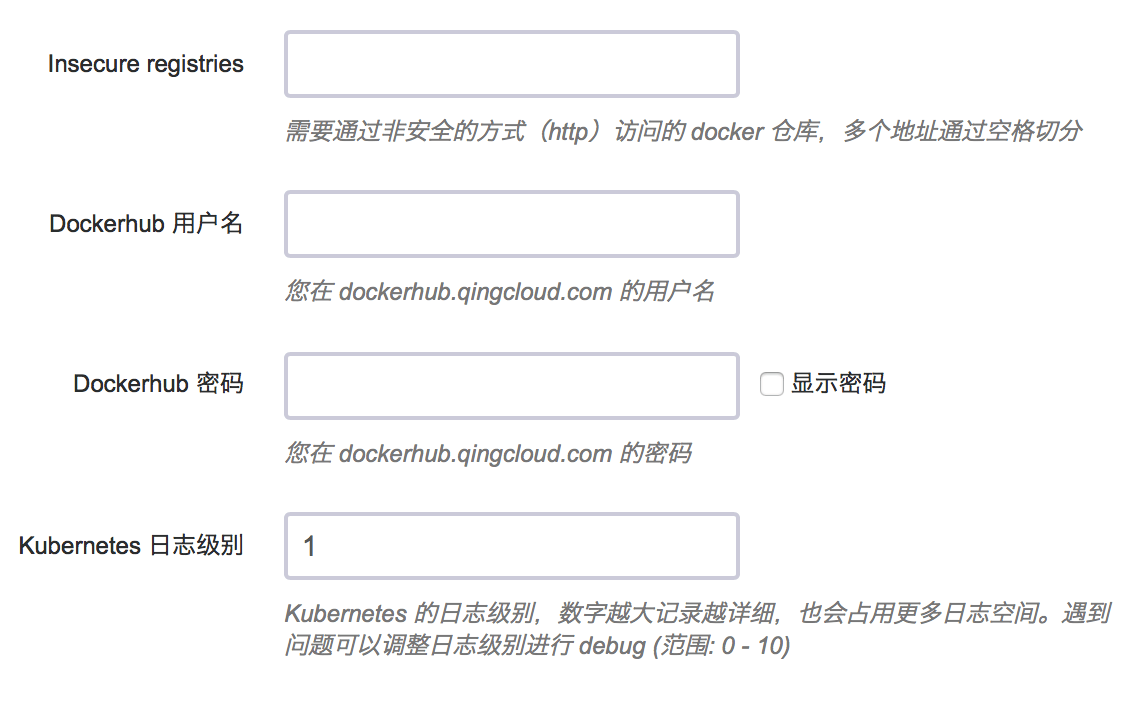 Insecure registries
需要通过非安全的方式（http）访问的 docker 仓库，多个地址通过空格切分
Dockerhub 用户名
您在 dockerhub.qingcloud.com 的用户名
Dockerhub 密码
显示密码
您在 dockerhub.qingcloud.com 的密码
Kubernetes 日志级别
1
Kubernetes 的日志级别，数字越大记录越详细，也会占用更多日志空间。遇到
问题可以调整日志级别进行 debug (范围: 0 - 10)